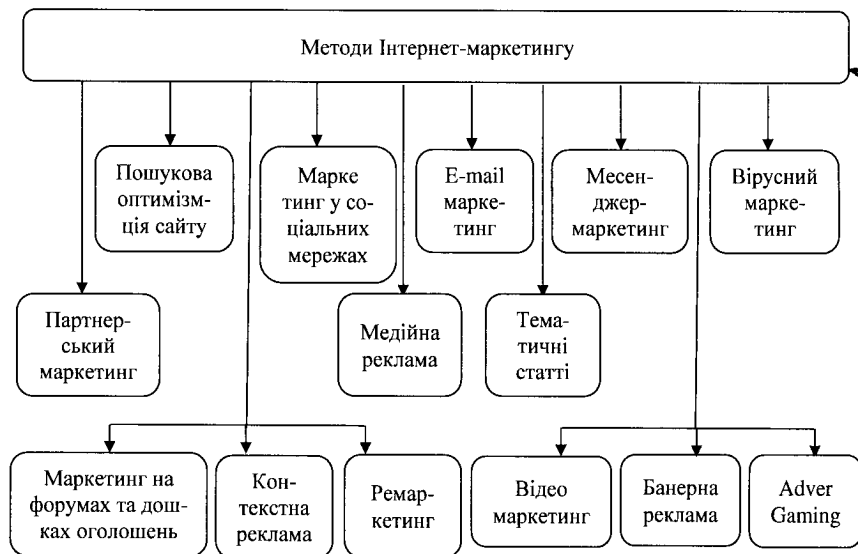 Методи Інтернет-маркетингу
Пошукова
оптимізм-
ція сайту
Марке
тинг у со-
ціальних
мережах
E-mail
марке-
тинг
Месен-
джер-
маркетинг
Вірусний
марке-
тинг
Партнер-
ський
маркетинг
Медійна
реклама
Тема-
тичні
статті
Маркетинг на
форумах та дош-
ках оголошень
Кон-
текстна
реклама
Ремар-
кетинг
Відео
маркетинг
Банерна
реклама
Adver
Gaming